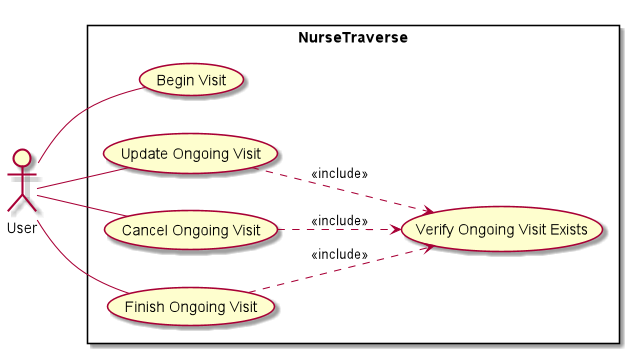 NurseTraverse
Begin Visit
Update Ongoing Visit
«include»
Cancel Ongoing Visit
«include»
Verify Ongoing Visit Exists
User
«include»
Finish Ongoing Visit